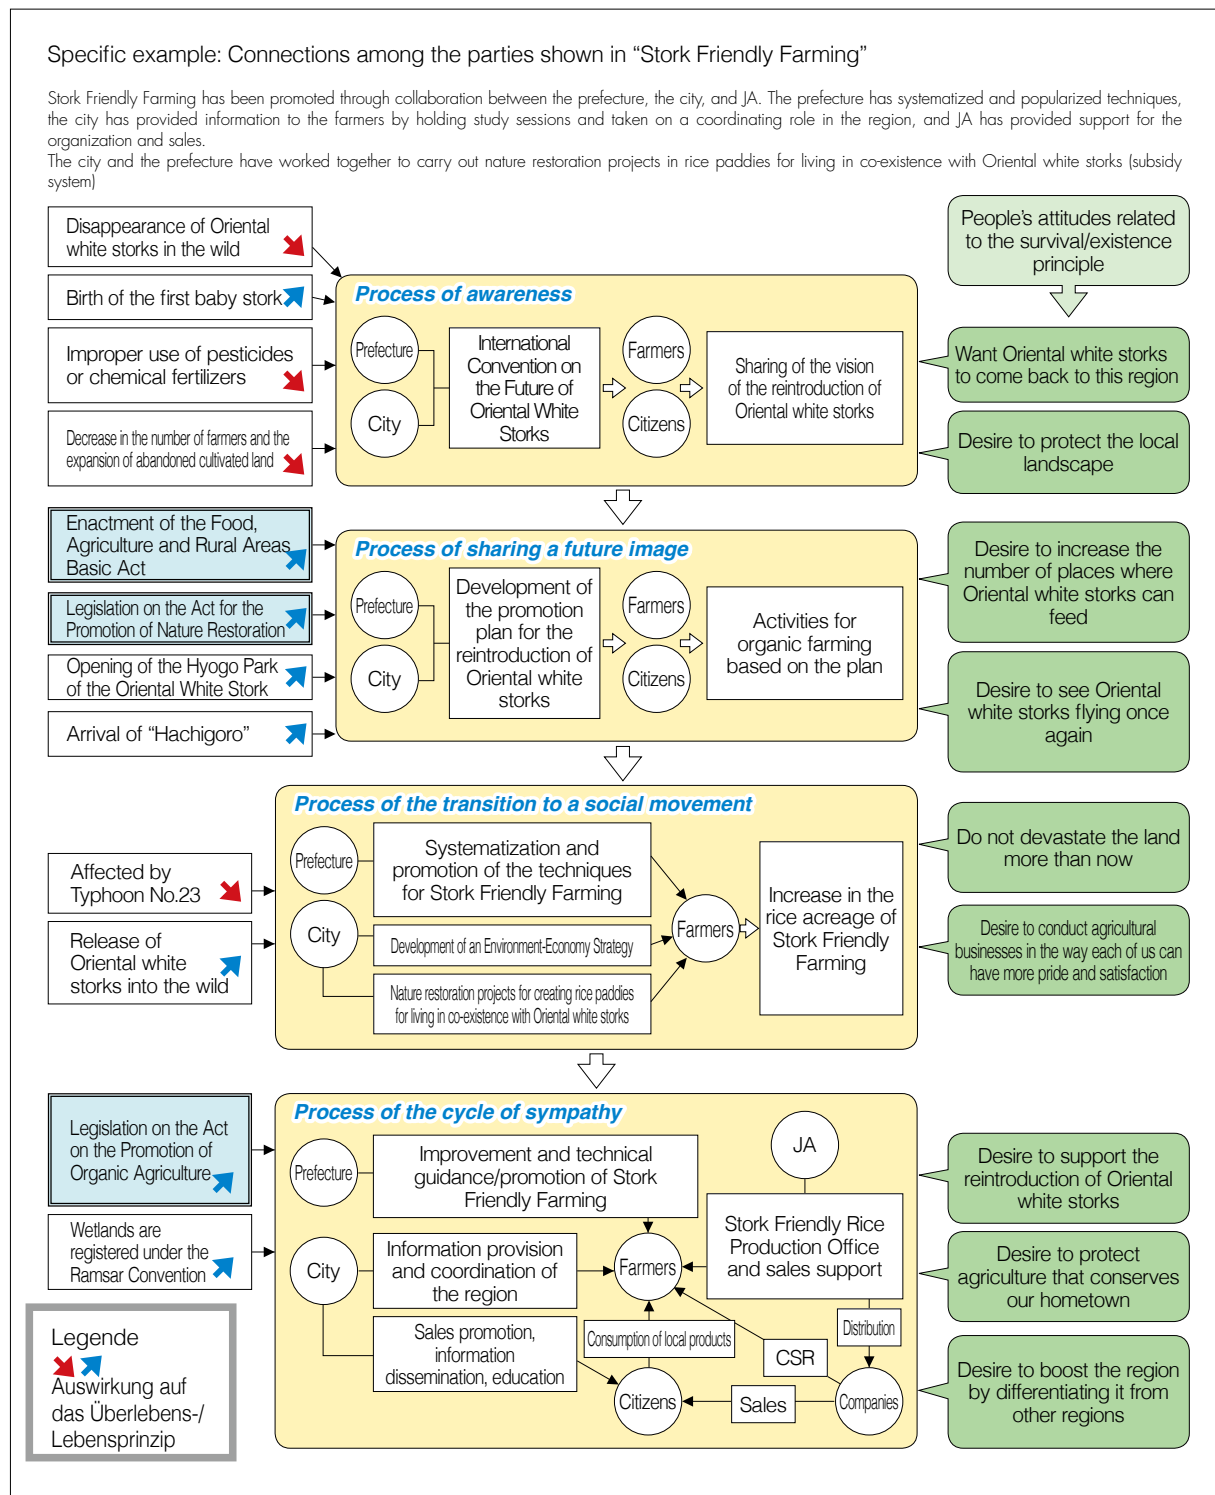 Specific example: Connections among the parties shown in “Stork Friendly Farming”
Stork Friendly Farming has been promoted through collaboration between the prefecture, the city, and JA. The prefecture has systematized and popularized techniques,
the city has provided information to the farmers by holding study sessions and taken on a coordinating role in the region, and JA has provided support for the
organization and sales.
The city and the prefecture have worked together to carry out nature restoration projects in rice paddies for living in co-existence with Oriental white storks (subsidy
system)
Disappearance of Oriental
white storks in the wild
Birth of the first baby stork
Improper use of pesticides
or chemical fertilizers
Decrease in the number of farmers and the
expansion of abandoned cultivated land
Process of awareness
Prefecture
City
International
Convention on
the Future of
Oriental White
Storks
Farmers
Citizens
Sharing of the vision
of the reintroduction of
Oriental white storks
People’s attitudes related
to the survival/existence
principle
Want Oriental white storks
to come back to this region
Desire to protect the local
landscape
Enactment of the Food,
Agriculture and Rural Areas
Basic Act
Legislation on the Act for the
Promotion of Nature Restoration
Opening of the Hyogo Park
of the Oriental White Stork
Arrival of “Hachigoro”
Process of sharing a future image
Prefecture
City
Development of
the promotion
plan for the
reintroduction of
Oriental white
storks
Farmers
Citizens
Activities for
organic farming
based on the plan
Desire to increase the
number of places where
Oriental white storks can
feed
Desire to see Oriental
white storks flying once
again
Affected by
Typhoon No.23
Release of
Oriental white
storks into the wild
Process of the transition to a social movement
Prefecture
City
Systematization and
promotion of the techniques
for Stork Friendly Farming
Development of an Environment-Economy Strategy
Nature restoration projects for creating rice paddies
for living in co-existence with Oriental white storks
Farmers
Increase in the
rice acreage of
Stork Friendly
Farming
Do not devastate the land
more than now
Desire to conduct agricultural
businesses in the way each of us can
have more pride and satisfaction
Legislation on the Act
on the Promotion of
Organic Agriculture
Wetlands are
registered under the
Ramsar Convention
Process of the cycle of sympathy
Prefecture
City
Improvement and technical
guidance/promotion of Stork
Friendly Farming
Information provision
and coordination of
the region
Sales promotion,
information
dissemination, education
JA
Stork Friendly Rice
Production Office
and sales support
Farmers
Consumption of local products
Distribution
CSR
Citizens
Sales
Companies
Desire to support the
reintroduction of Oriental
white storks
Desire to protect
agriculture that conserves
our hometown
Desire to boost the region
by differentiating it from
other regions
Legende
Auswirkung auf
das Überlebens-/
Lebensprinzip